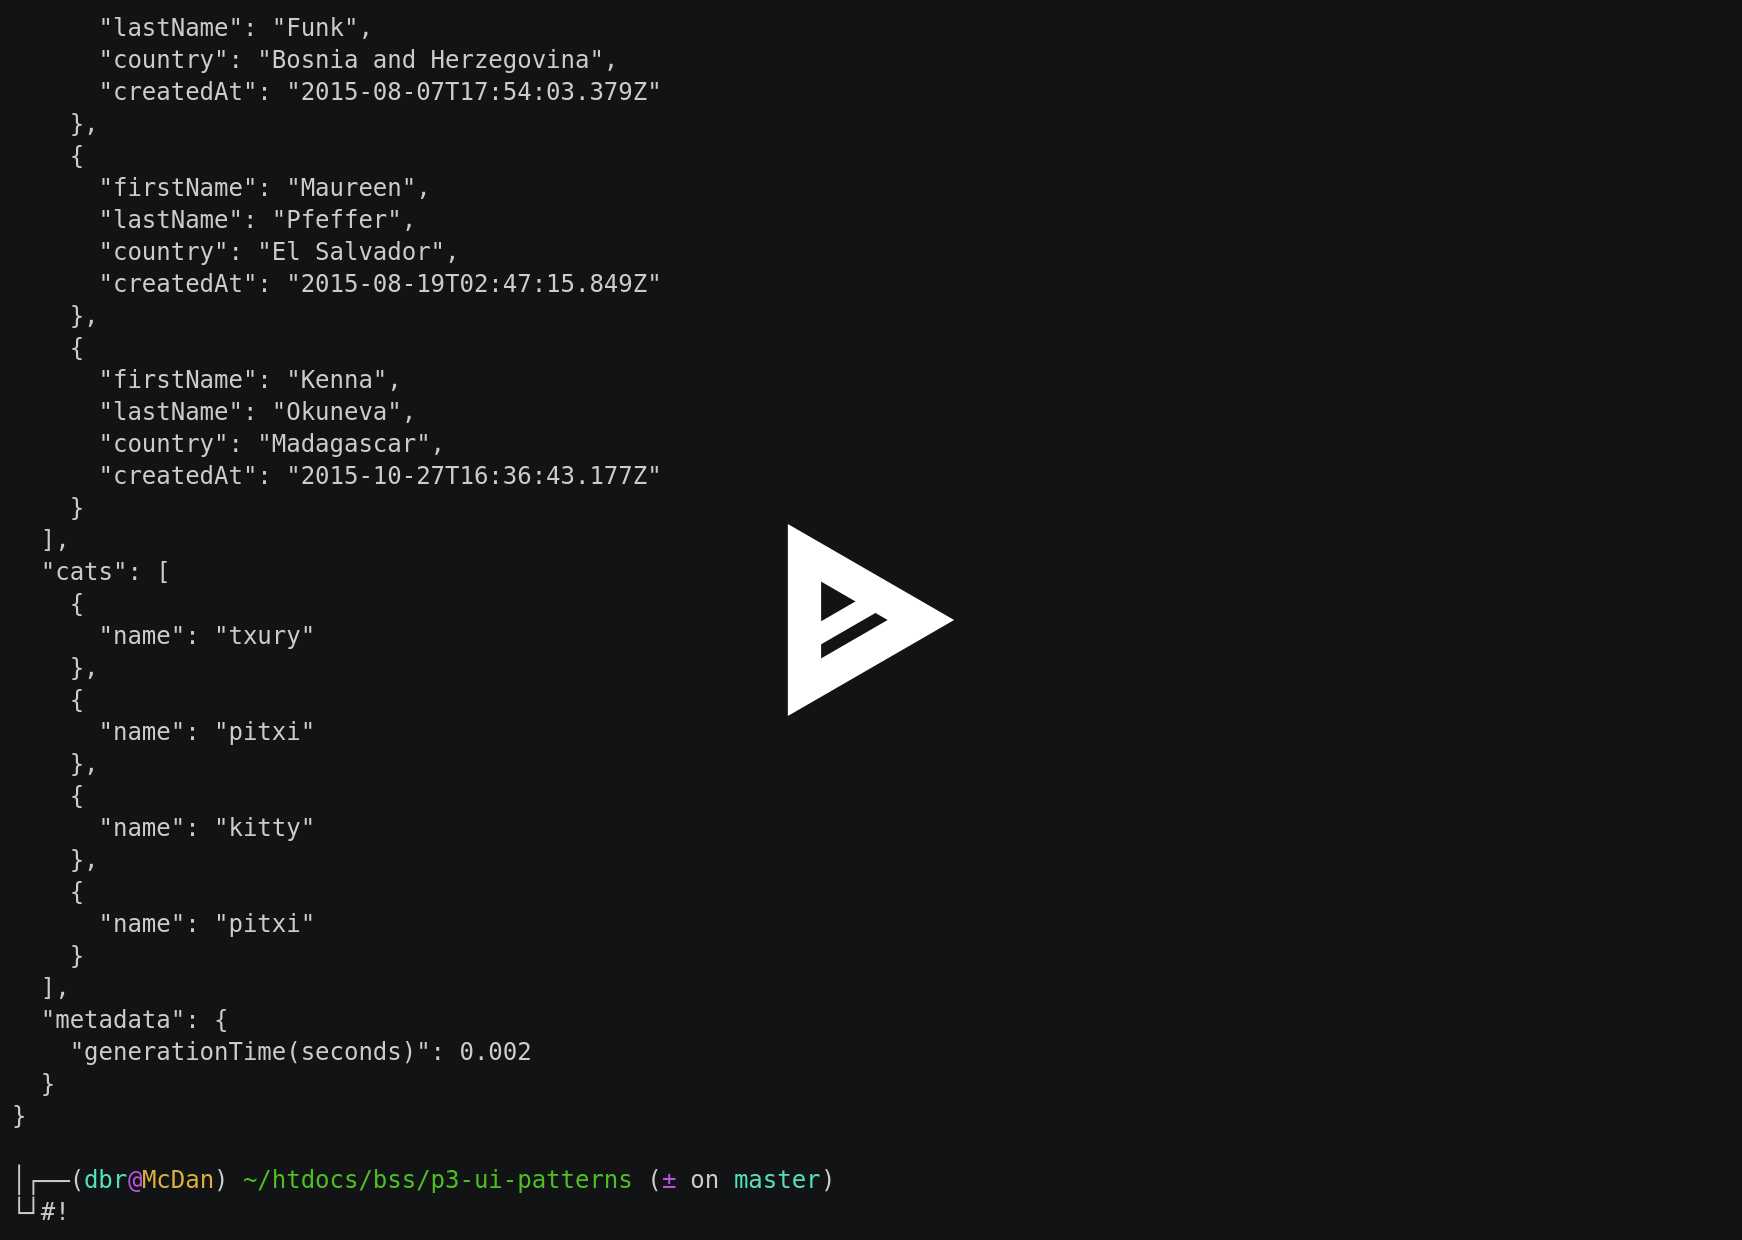 "lastName": "Funk",
      "country": "Bosnia and Herzegovina",
      "createdAt": "2015-08-07T17:54:03.379Z"
    },
    {
      "firstName": "Maureen",
      "lastName": "Pfeffer",
      "country": "El Salvador",
      "createdAt": "2015-08-19T02:47:15.849Z"
    },
    {
      "firstName": "Kenna",
      "lastName": "Okuneva",
      "country": "Madagascar",
      "createdAt": "2015-10-27T16:36:43.177Z"
    }
  ],
  "cats": [
    {
      "name": "txury"
    },
    {
      "name": "pitxi"
    },
    {
      "name": "kitty"
    },
    {
      "name": "pitxi"
    }
  ],
  "metadata": {
    "generationTime(seconds)": 0.002
  }
}

│┌──(dbr@McDan) ~/htdocs/bss/p3-ui-patterns (± on master)
└┘#!